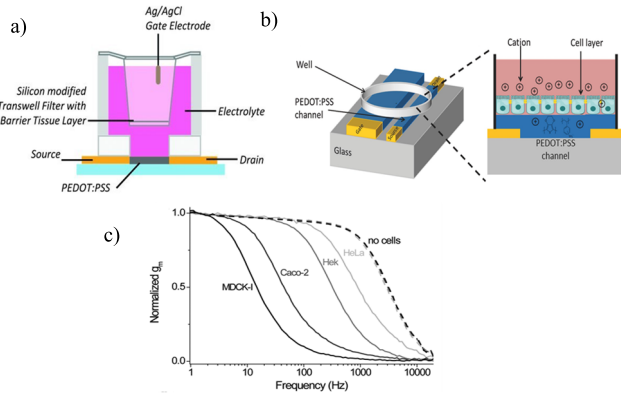 a)
Ag/AgCl
Gate Electrode
Silicon modified
Transwell Filter with
Barrier Tissue Layer
Electrolyte
Source
Drain
PEDOT:PSS
b)
Well
PEDOT:PSS
channel
Glass
Cation
Cell layer
PEDOT:PSS
channel
c)
Normalized gm
1.0
0.5
0.0
no cells
HeLa
Hek
Caco-2
MDCK-I
1
10
100
1000
10000
Frequency (Hz)